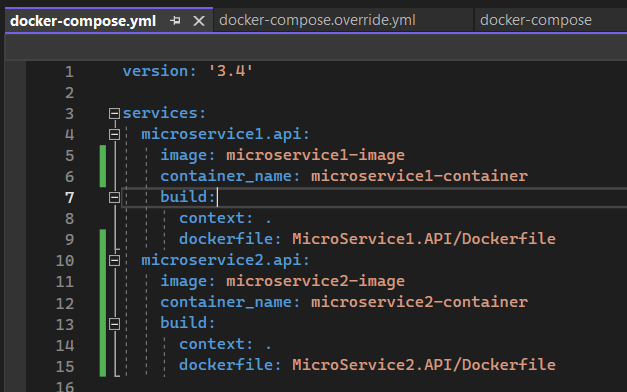 docker-compose.yml docker-compose.override.yml docker-compose
1 version: '3.4'
2
3 services:
4 microservice1.api:
5 image: microservice1-image
6 container_name: microservice1-container
7 build:
8 context: .
9 dockerfile: MicroService1.API/Dockerfile
10 microservice2.api:
11 image: microservice2-image
12 container_name: microservice2-container
13 build:
14 context: .
15 dockerfile: MicroService2.API/Dockerfile
16